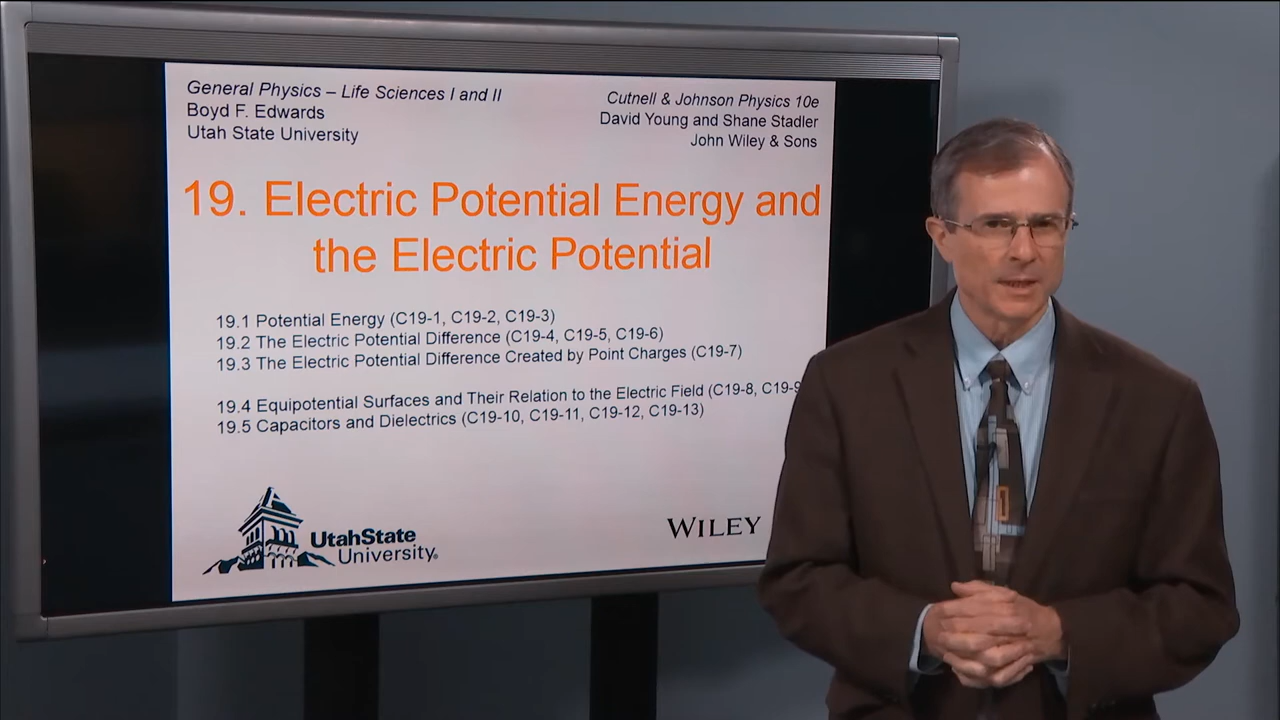 General Physics – Life Sciences I and II
Boyd F. Edwards
Utah State University
Cutnell & Johnson Physics 10e
David Young and Shane Stadler
John Wiley & Sons
19. Electric Potential Energy and
the Electric Potential
19.1 Potential Energy (C19-1, C19-2, C19-3)
19.2 The Electric Potential Difference (C19-4, C19-5, C19-6)
19.3 The Electric Potential Difference Created by Point Charges (C19-7)
19.4 Equipotential Surfaces and Their Relation to the Electric Field (C19-8, C19-9
19.5 Capacitors and Dielectrics (C19-10, C19-11, C19-12, C19-13)
UtahState
University®
WILEY